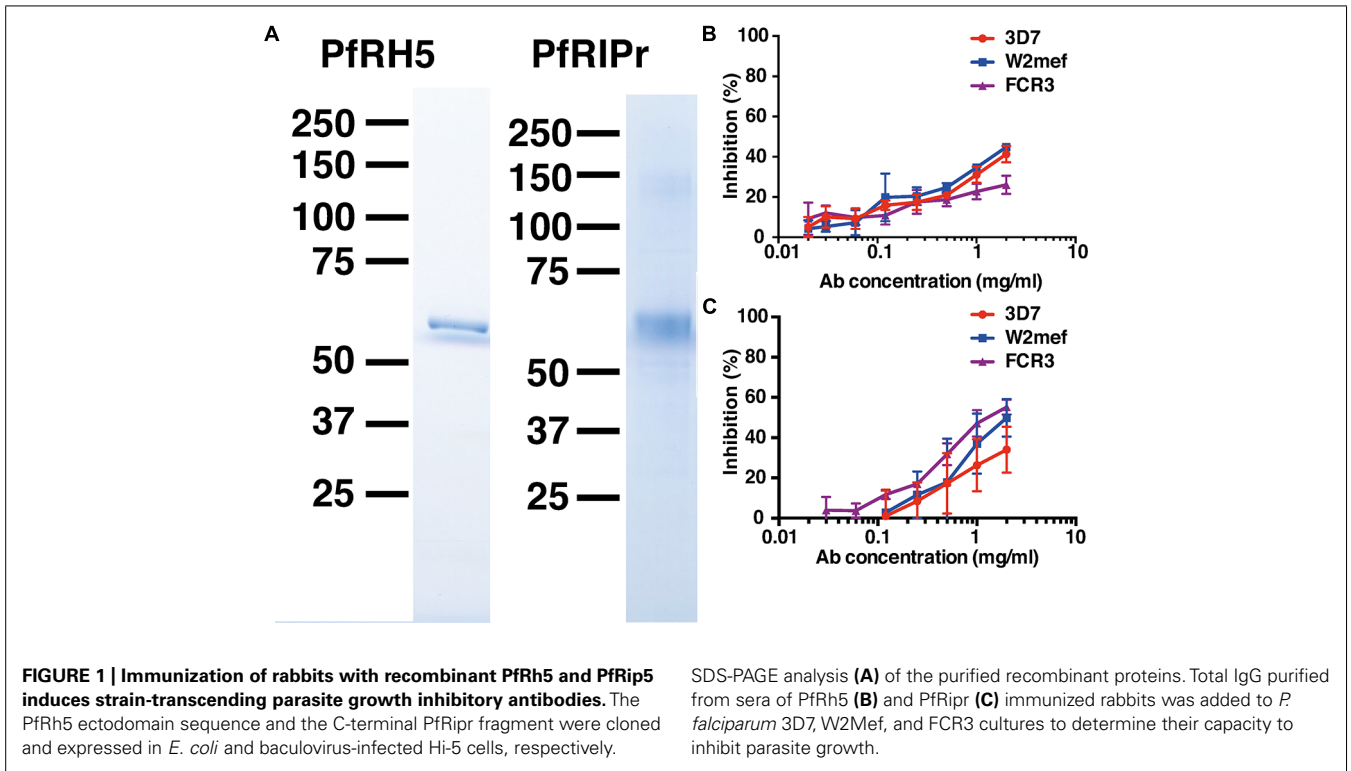 A
PfRH5
PfRIPr
250
150
100
75
50
37
25
250
150
100
75
50
37
25
B
100
80
60
40
20
0
Inhibition (%)
3D7
W2mef
FCR3
0.01
0.1
1
10
Ab concentration (mg/ml)
C
100
80
60
40
20
0
Inhibition (%)
3D7
W2mef
FCR3
0.01
0.1
1
10
Ab concentration (mg/ml)
FIGURE 1 | Immunization of rabbits with recombinant PfRh5 and PfRip5
induces strain-transcending parasite growth inhibitory antibodies. The
PfRh5 ectodomain sequence and the C-terminal PfRipr fragment were cloned
and expressed in E. coli and baculovirus-infected Hi-5 cells, respectively.
SDS-PAGE analysis (A) of the purified recombinant proteins. Total IgG purified
from sera of PfRh5 (B) and PfRipr (C) immunized rabbits was added to P.
falciparum 3D7, W2Mef, and FCR3 cultures to determine their capacity to
inhibit parasite growth.